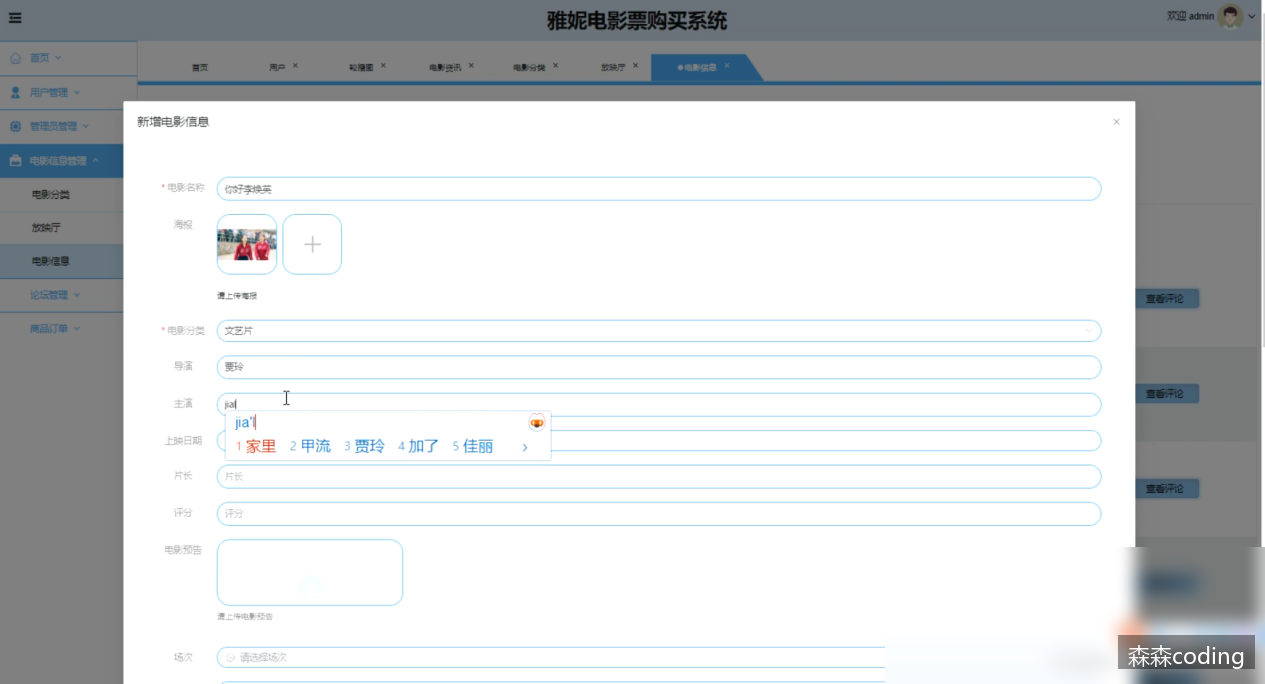 雅妮电影票购买系统
欢迎 admin
首页
用户管理
管理员管理
电影信息管理
电影分类
放映厅
电影信息
论坛管理
商品订单
首页 用户 × 轮播图 × 电影资讯 × 电影分类 × 放映厅 × 电影信息 ×
新增电影信息 ×
* 电影名称 你好李焕英
海报
请上传海报
* 电影分类 文艺片
导演 贾玲
主演 jial
jia'l
1 家里 2 甲流 3 贾玲 4 加了 5 佳丽 >
上映日期
片长 片长
评分 评分
电影预告
请上传电影预告
场次 请选择场次
查看评论
查看评论
查看评论
森森coding